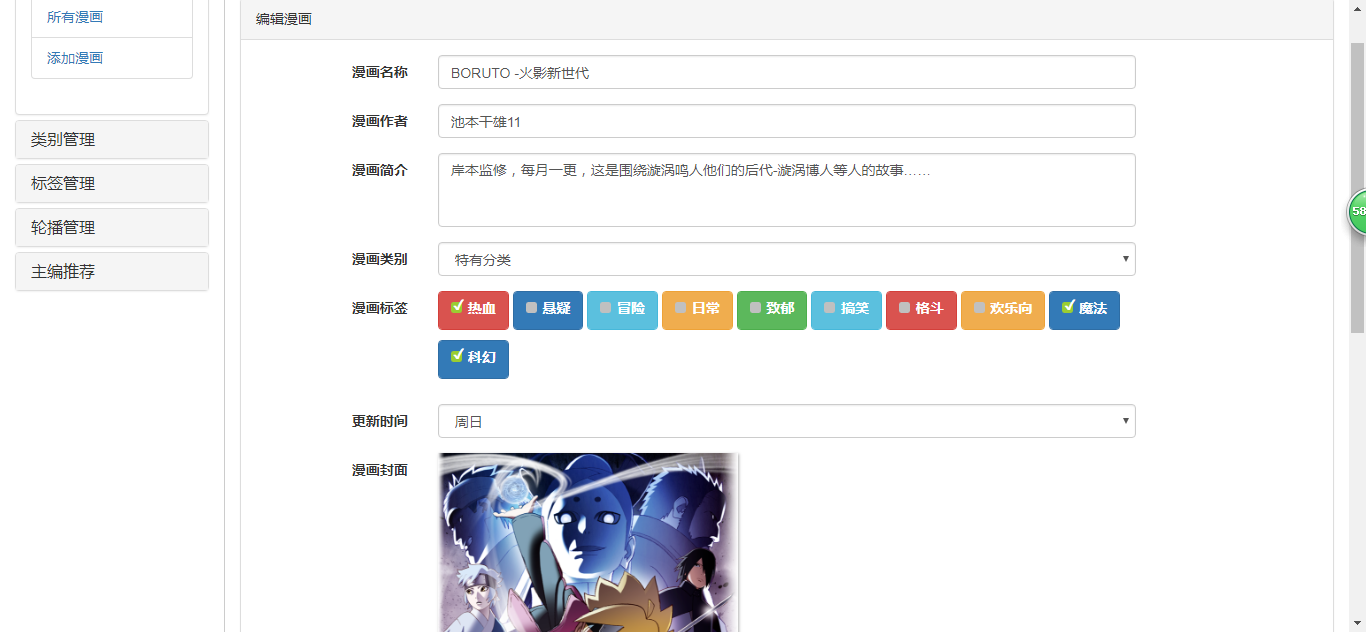 所有漫画
添加漫画
类别管理
标签管理
轮播管理
主编推荐
编辑漫画
漫画名称
BORUTO -火影新世代
漫画作者
池本干雄11
漫画简介
岸本监修，每月一更，这是围绕漩涡鸣人他们的后代-漩涡博人等人的故事……
漫画类别
特有分类
漫画标签
热血 悬疑 冒险 日常 致郁 搞笑 格斗 欢乐向 魔法
科幻
更新时间
周日
漫画封面
58